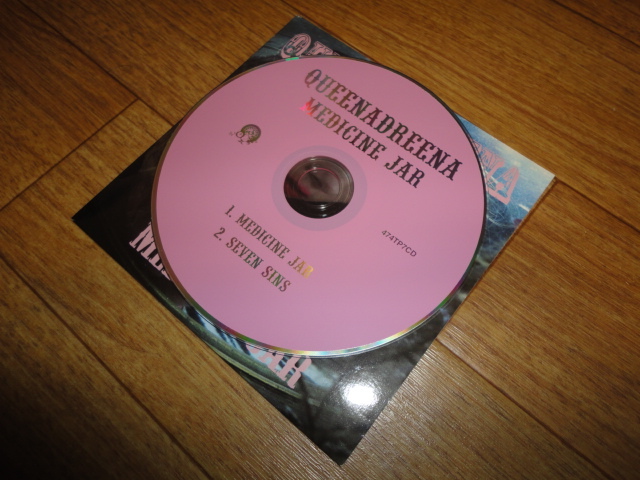 QUEENADREENA
MEDICINE JAR
474TP7CD
1. MEDICINE JAR
2. SEVEN SINS